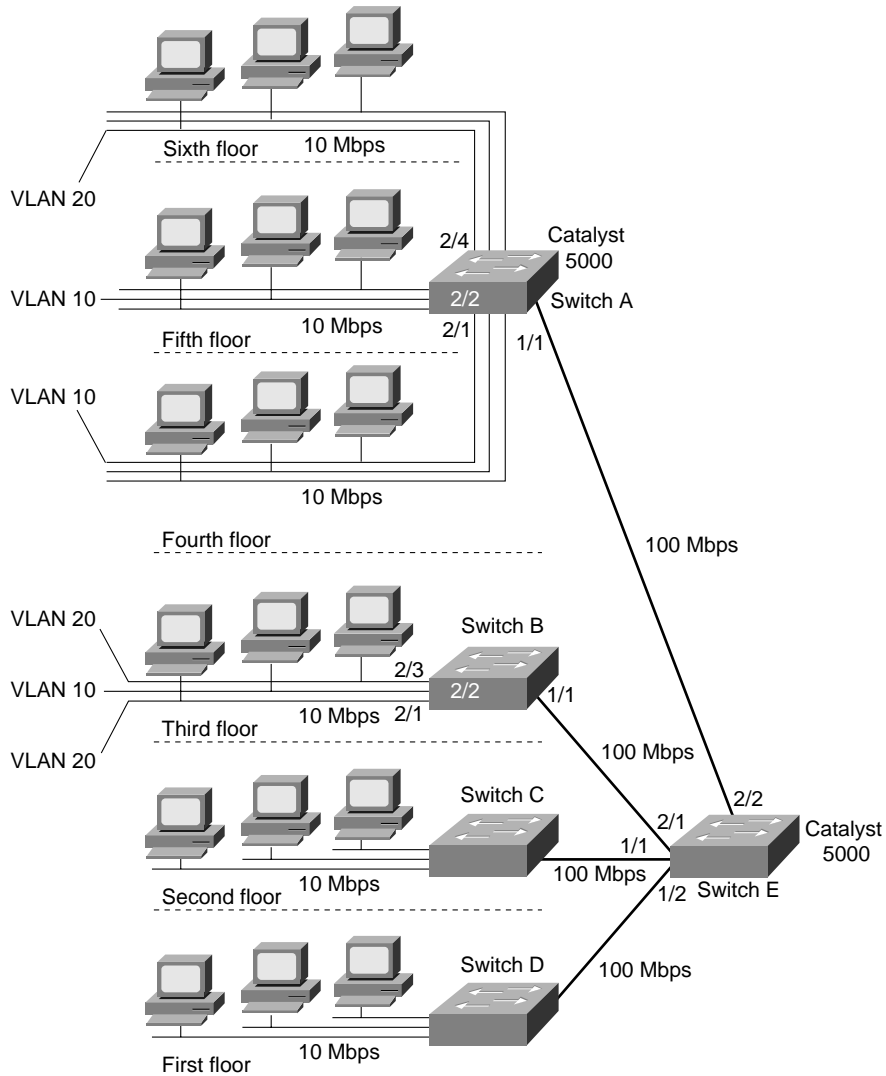 10 Mbps
Sixth floor
VLAN 20
2/4
Catalyst
5000
Switch A
VLAN 10
2/2
10 Mbps
2/1
1/1
Fifth floor
VLAN 10
10 Mbps
Fourth floor
100 Mbps
VLAN 20
Switch B
2/3
VLAN 10
2/2
1/1
10 Mbps
2/1
Third floor
VLAN 20
100 Mbps
Switch C
2/2
2/1
Catalyst
5000
1/1
10 Mbps
100 Mbps
Switch E
1/2
Second floor
Switch D
100 Mbps
10 Mbps
First floor